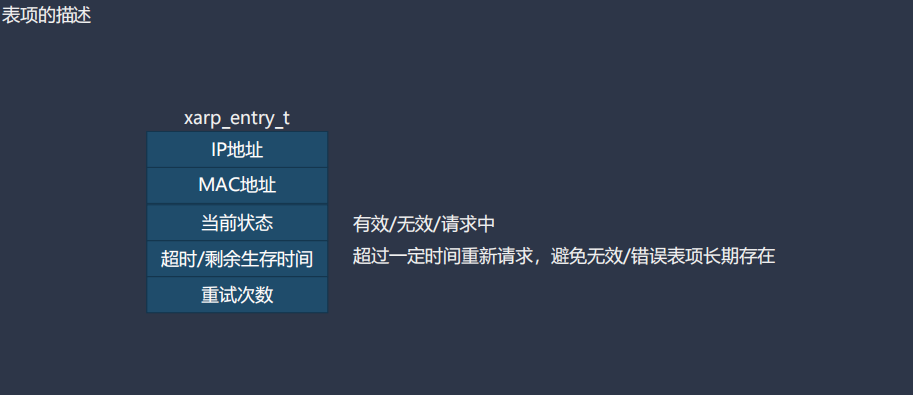 表项的描述
xarp_entry_t
IP地址
MAC地址
当前状态
有效/无效/请求中
超时/剩余生存时间
超过一定时间重新请求，避免无效/错误表项长期存在
重试次数